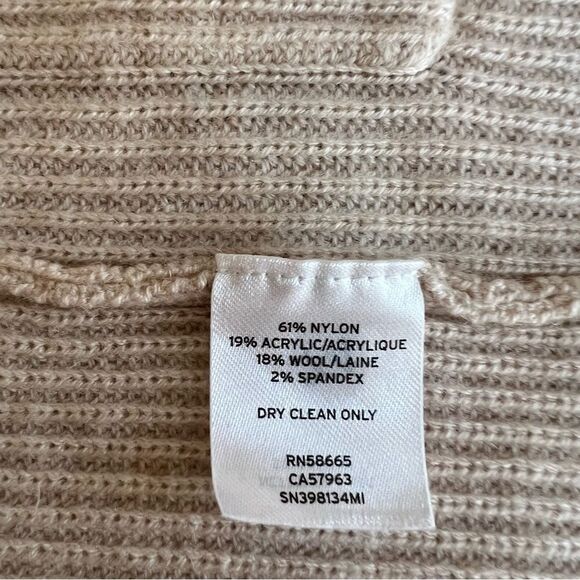 61% NYLON
19% ACRYLIC/ACRYLIQUE
18% WOOL/LAINE
2% SPANDEX
DRY CLEAN ONLY
RN58665
CA57963
SN398134MI